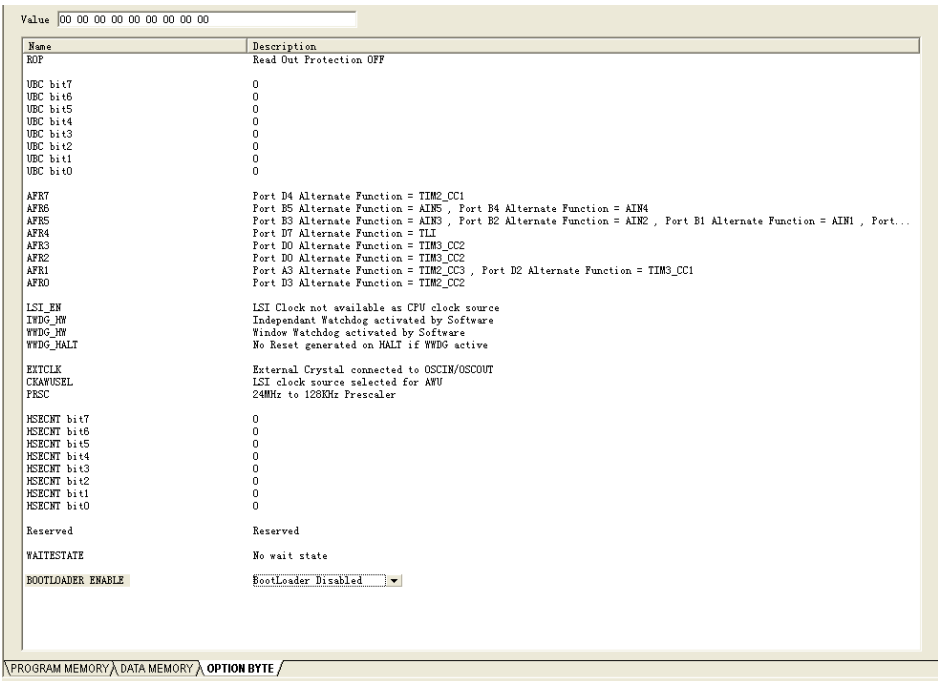 Value 00 00 00 00 00 00 00 00 00
Name Description
ROP Read Out Protection OFF
UBC bit7 0
UBC bit6 0
UBC bit5 0
UBC bit4 0
UBC bit3 0
UBC bit2 0
UBC bit1 0
UBC bit0 0
AFR7 Port D4 Alternate Function = TIM2_CC1
AFR6 Port B5 Alternate Function = AIN5 , Port B4 Alternate Function = AIN4
AFR5 Port B3 Alternate Function = AIN3 , Port B2 Alternate Function = AIN2 , Port B1 Alternate Function = AIN1 , Port...
AFR4 Port D7 Alternate Function = TLI
AFR3 Port D0 Alternate Function = TIM3_CC2
AFR2 Port D0 Alternate Function = TIM3_CC2
AFR1 Port A3 Alternate Function = TIM2_CC3 , Port D2 Alternate Function = TIM3_CC1
AFR0 Port D3 Alternate Function = TIM2_CC2
LSI_EN LSI Clock not available as CPU clock source
IWDG_HW Independant Watchdog activated by Software
WWDG_HW Window Watchdog activated by Software
WWDG_HALT No Reset generated on HALT if WWDG active
EXTCLK External Crystal connected to OSCIN/OSCOUT
CKAWUSEL LSI clock source selected for AWU
PRSC 24MHz to 128KHz Prescaler
HSECNT bit7 0
HSECNT bit6 0
HSECNT bit5 0
HSECNT bit4 0
HSECNT bit3 0
HSECNT bit2 0
HSECNT bit1 0
HSECNT bit0 0
Reserved Reserved
WAITESTATE No wait state
BOOTLOADER ENABLE BootLoader Disabled
PROGRAM MEMORY DATA MEMORY OPTION BYTE